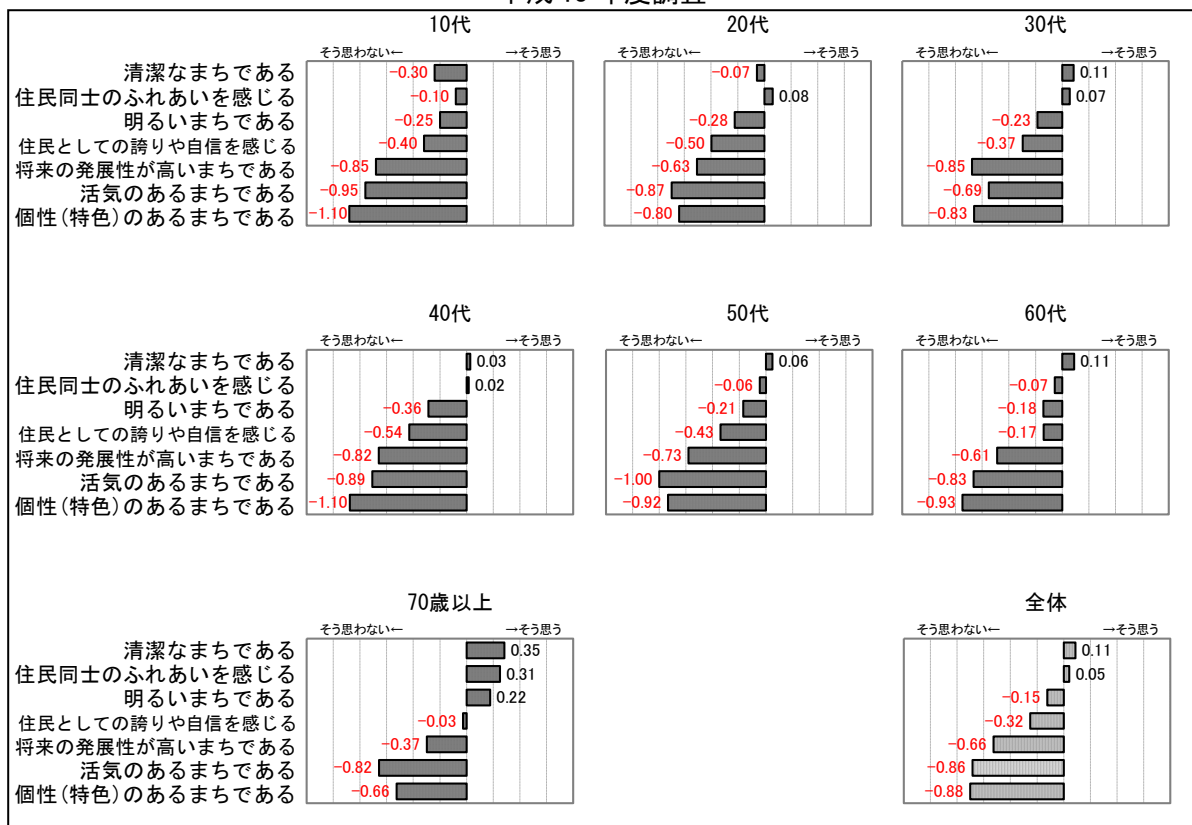 10代 20代 30代
そう思わない← →そう思う そう思わない← →そう思う そう思わない← →そう思う
清潔なまちである -0.30 -0.07 0.11
住民同士のふれあいを感じる -0.10 0.08 0.07
明るいまちである -0.25 -0.28 -0.23
住民としての誇りや自信を感じる -0.40 -0.50 -0.37
将来の発展性が高いまちである -0.85 -0.63 -0.85
活気のあるまちである -0.95 -0.87 -0.69
個性(特色)のあるまちである -1.10 -0.80 -0.83
40代 50代 60代
そう思わない← →そう思う そう思わない← →そう思う そう思わない← →そう思う
清潔なまちである 0.03 0.06 0.11
住民同士のふれあいを感じる 0.02 -0.06 -0.07
明るいまちである -0.36 -0.21 -0.18
住民としての誇りや自信を感じる -0.54 -0.43 -0.17
将来の発展性が高いまちである -0.82 -0.73 -0.61
活気のあるまちである -0.89 -1.00 -0.83
個性(特色)のあるまちである -1.10 -0.92 -0.93
70歳以上 全体
そう思わない← →そう思う そう思わない← →そう思う
清潔なまちである 0.35 0.11
住民同士のふれあいを感じる 0.31 0.05
明るいまちである 0.22 -0.15
住民としての誇りや自信を感じる -0.03 -0.32
将来の発展性が高いまちである -0.37 -0.66
活気のあるまちである -0.82 -0.86
個性(特色)のあるまちである -0.66 -0.88